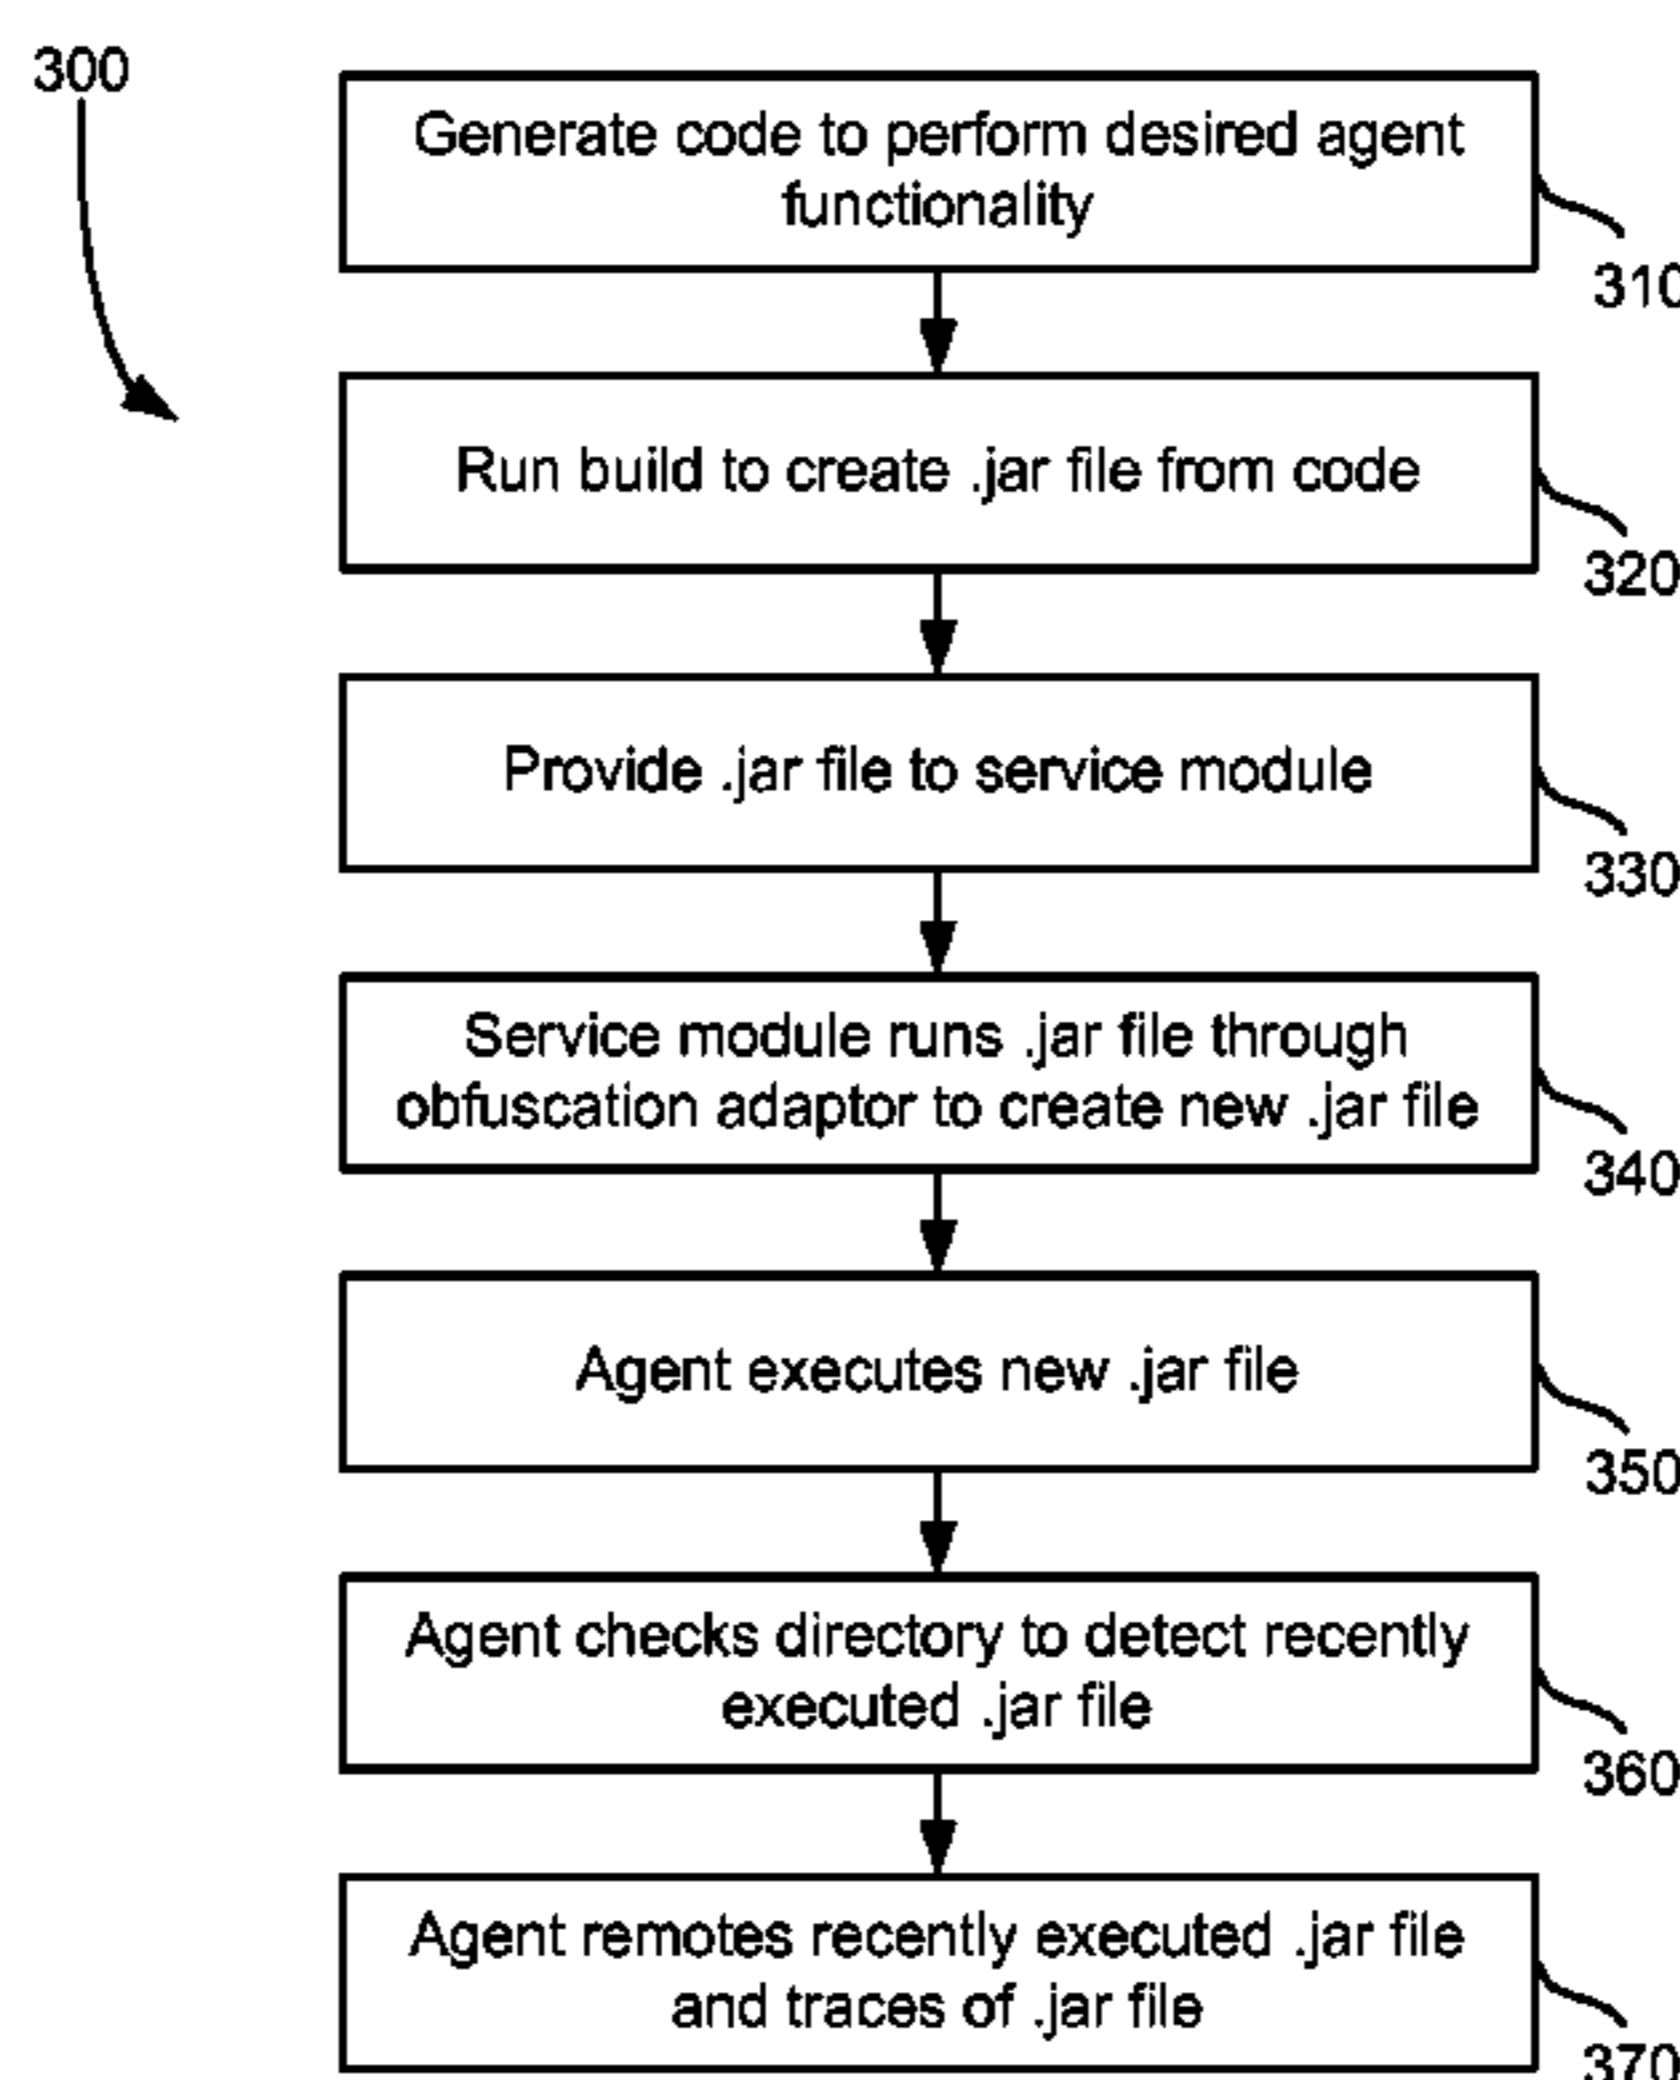 300
Generate code to perform desired agent
functionality
310
Run build to create .jar file from code
320
Provide .jar file to service module
330
Service module runs .jar file through
obfuscation adaptor to create new .jar file
340
Agent executes new .jar file
350
Agent checks directory to detect recently
executed .jar file
360
Agent remotes recently executed .jar file
and traces of .jar file
370